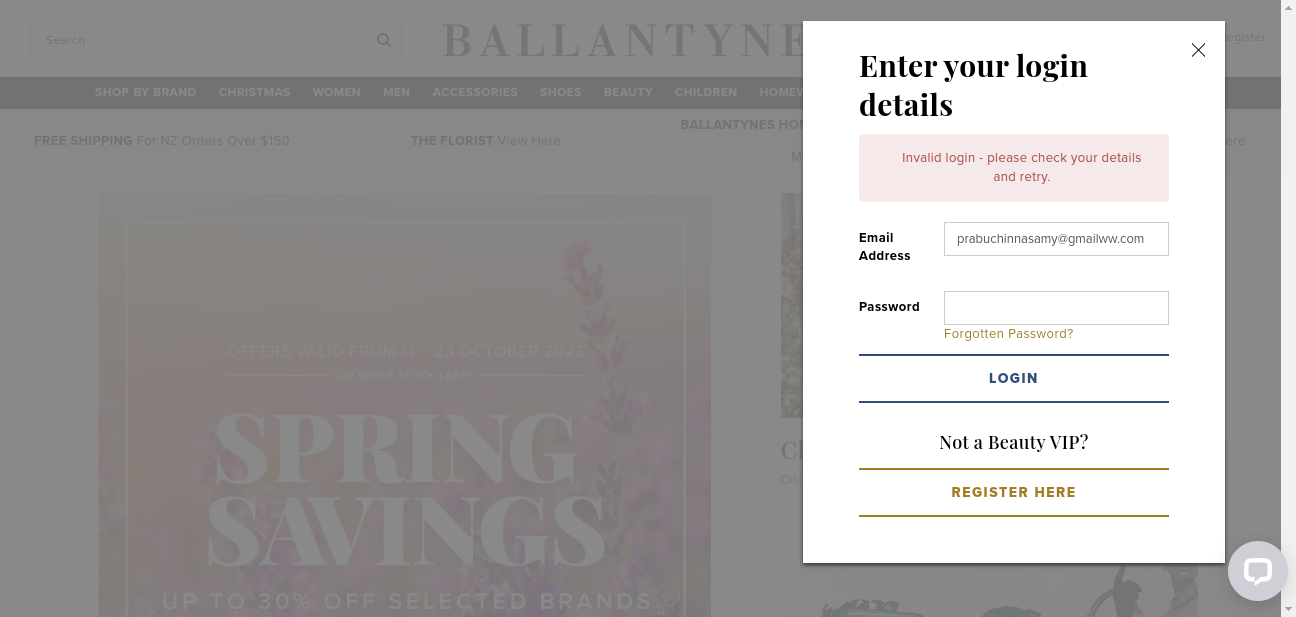 Search
BALLANTYNE
egister
SHOP BY BRAND CHRISTMAS WOMEN MEN ACCESSORIES SHOES BEAUTY CHILDREN HOMEW
FREE SHIPPING For NZ Orders Over $150
THE FLORIST View Here
BALLANTYNES HO
M
ere
OFFERS VALID FROM 11 – 23 OCTOBER 2023
OR WHILE STOCK LASTS
SPRING
SAVINGS
UP TO 30% OFF SELECTED BRANDS
C
Disc
Enter your login
details
Invalid login - please check your details
and retry.
Email
Address
prabuchinnasamy@gmailww.com
Password
Forgotten Password?
LOGIN
Not a Beauty VIP?
REGISTER HERE